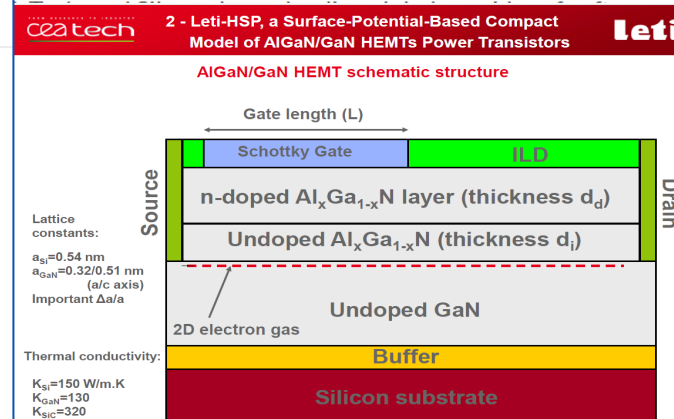 ceatech
2 - Leti-HSP, a Surface-Potential-Based Compact
Model of AlGaN/GaN HEMTs Power Transistors
Leti
AlGaN/GaN HEMT schematic structure
Gate length (L)
Schottky Gate
ILD
Source
Drain
n-doped AlxGa1-xN layer (thickness dd)
Undoped AlxGa1-xN (thickness di)
Lattice
constants:
aSi=0.54 nm
aGaN=0.32/0.51 nm
(a/c axis)
Important Δa/a
2D electron gas
Undoped GaN
Thermal conductivity:
Buffer
KSi=150 W/m.K
KGaN=130
KSiC=320
Silicon substrate